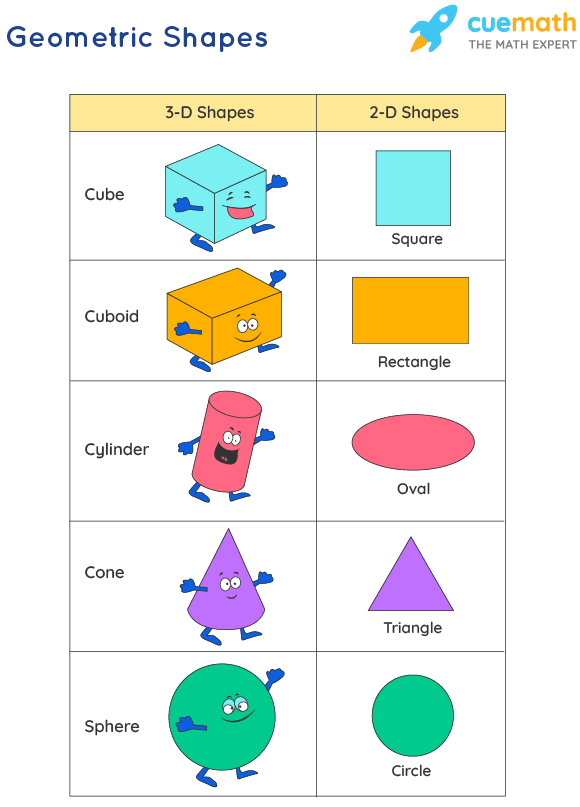 Geometric Shapes
cuemath
THE MATH EXPERT
3-D Shapes
2-D Shapes
Cube
Square
Cuboid
Rectangle
Cylinder
Oval
Cone
Triangle
Sphere
Circle